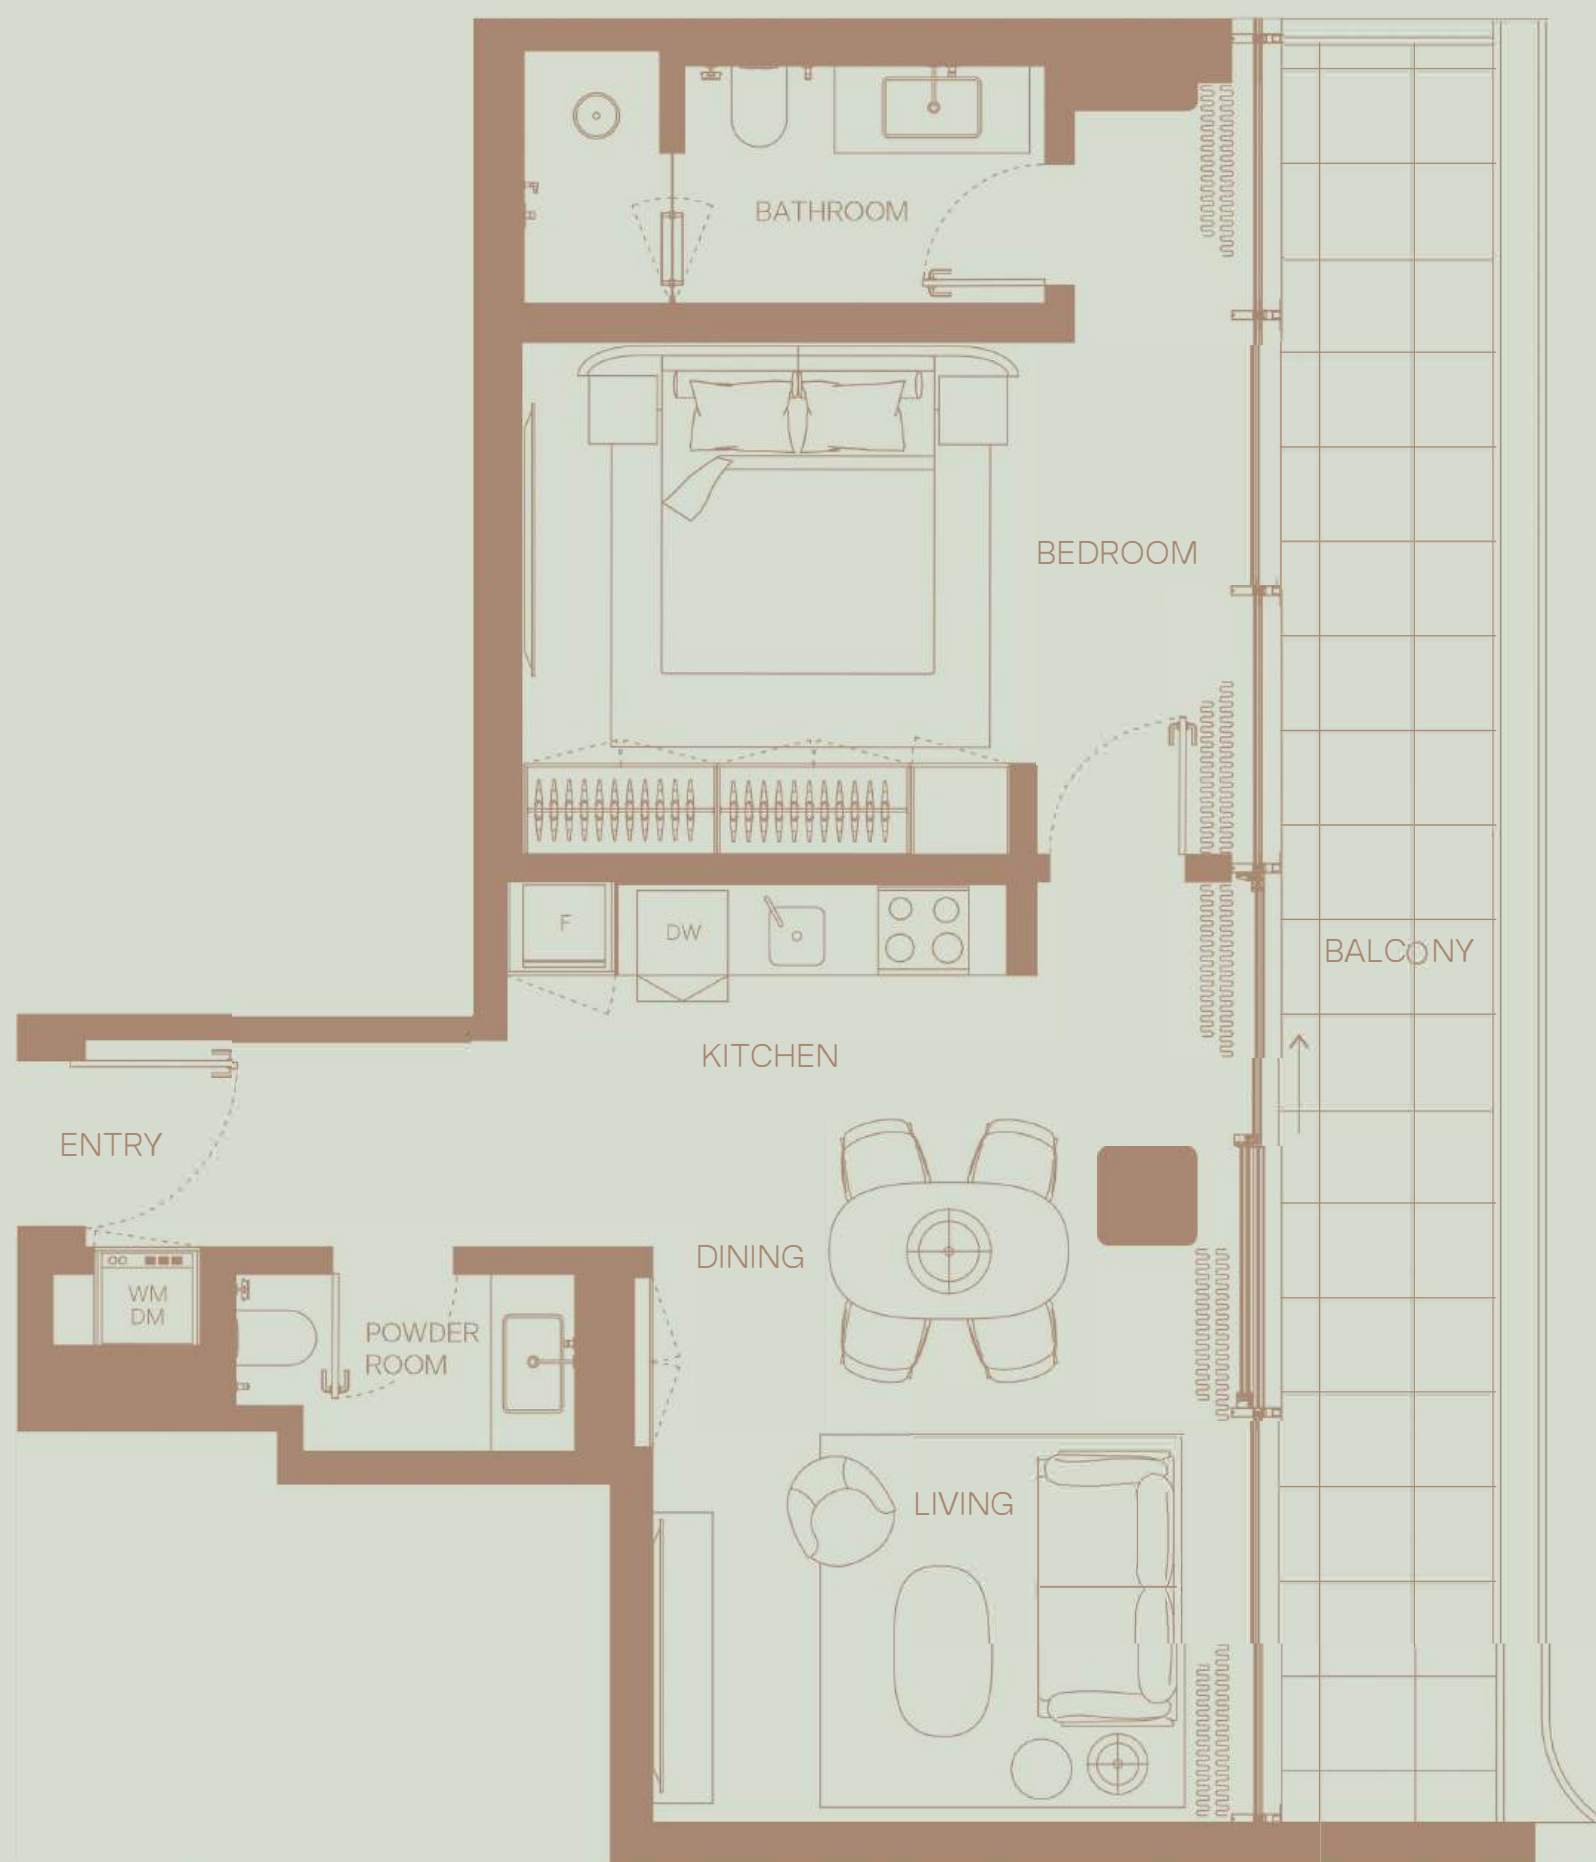 BATHROOM
BEDROOM
F
DW
BALCONY
KITCHEN
ENTRY
DINING
WM
DM
POWDER
ROOM
LIVING